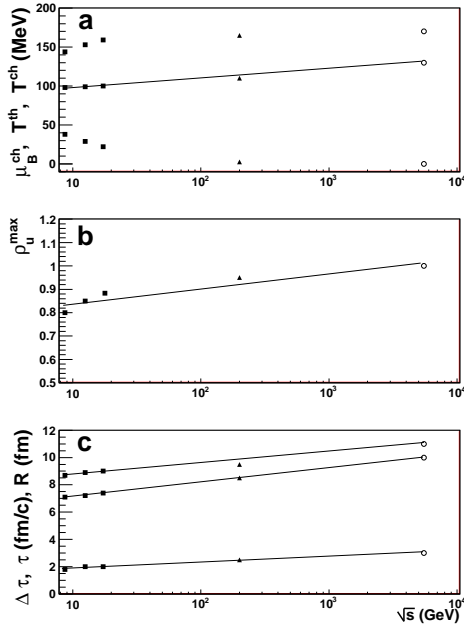 a
μ_B^ch, T^th, T^ch (MeV)
200
150
100
50
0
10 10² 10³ 10⁴
b
ρ_u^max
1.2
1.1
1
0.9
0.8
0.7
0.6
0.5
10 10² 10³ 10⁴
c
Δ τ, τ (fm/c), R (fm)
12
10
8
6
4
2
0
10 10² 10³ 10⁴
√s (GeV)